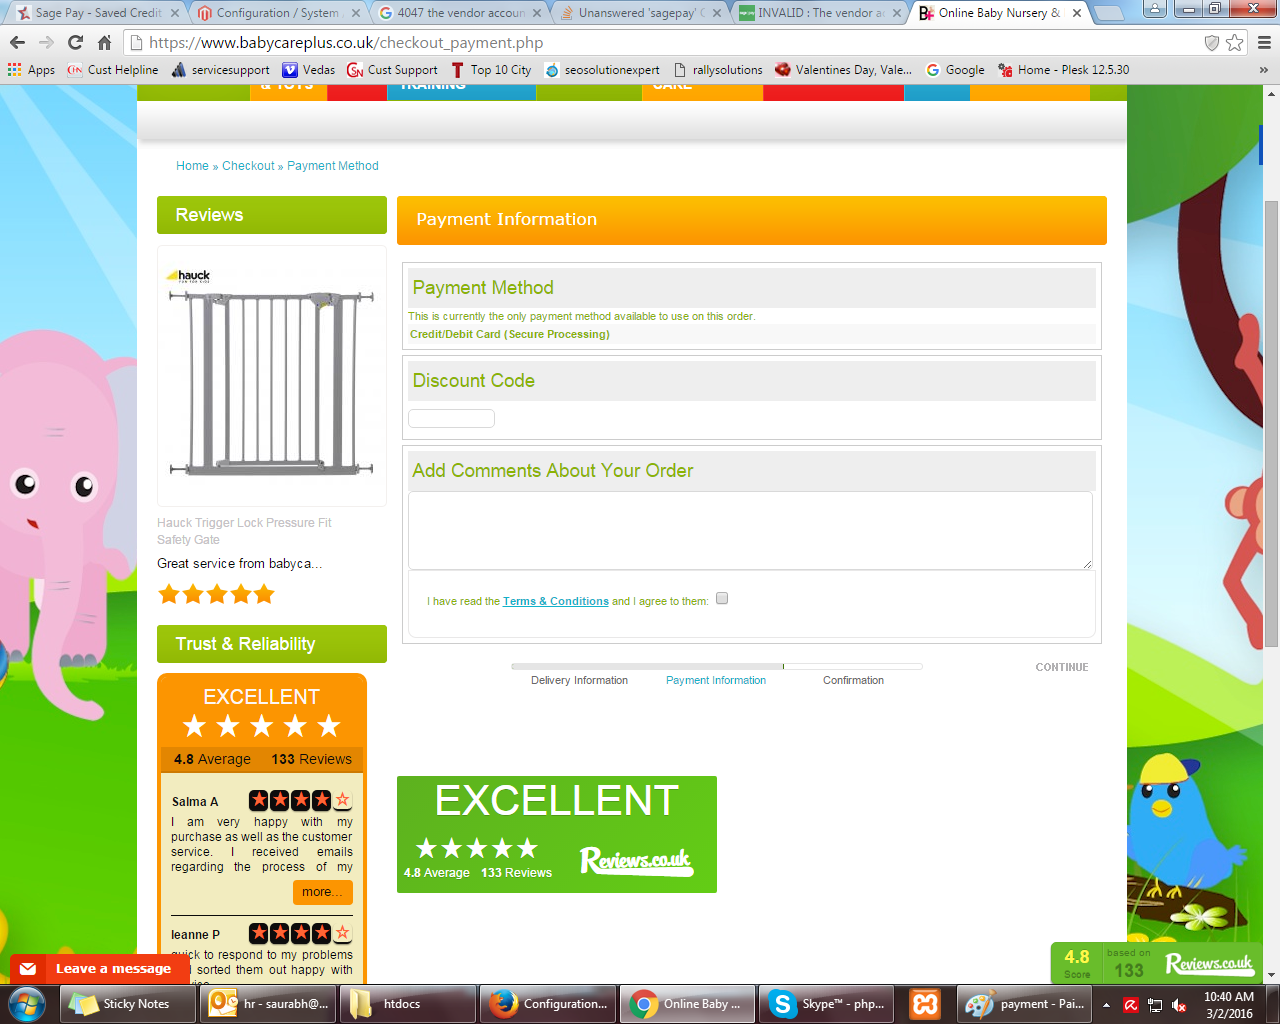 Sage Pay - Saved Credit
Configuration / System
4047 the vendor accoun
Unanswered 'sagepay'
INVALID : The vendor a
Online Baby Nursery &
https://www.babycareplus.co.uk/checkout_payment.php
Apps
Cust Helpline
servicesupport
Vedas
Cust Support
Top 10 City
seosolutionexpert
rallysolutions
Valentines Day, Vale...
Google
Home - Plesk 12.5.30
»
& TOYS
TRAINING
CARE
Home » Checkout » Payment Method
Reviews
hauck
FUN FOR KIDS
Hauck Trigger Lock Pressure Fit
Safety Gate
Great service from babyca...
Trust & Reliability
EXCELLENT
4.8 Average 133 Reviews
Salma A
I am very happy with my
purchase as well as the customer
service. I received emails
regarding the process of my
more...
leanne P
quick to respond to my problems
sorted them out happy with
Leave a message
Payment Information
Payment Method
This is currently the only payment method available to use on this order.
Credit/Debit Card (Secure Processing)
Discount Code
Add Comments About Your Order
I have read the Terms & Conditions and I agree to them:
CONTINUE
Delivery Information
Payment Information
Confirmation
EXCELLENT
4.8 Average 133 Reviews
Reviews.co.uk
4.8
Score
based on
133
Reviews.co.uk
Sticky Notes
hr - saurabh@...
htdocs
Configuration...
Online Baby ...
Skype™ - php...
payment - Pai...
10:40 AM
3/2/2016